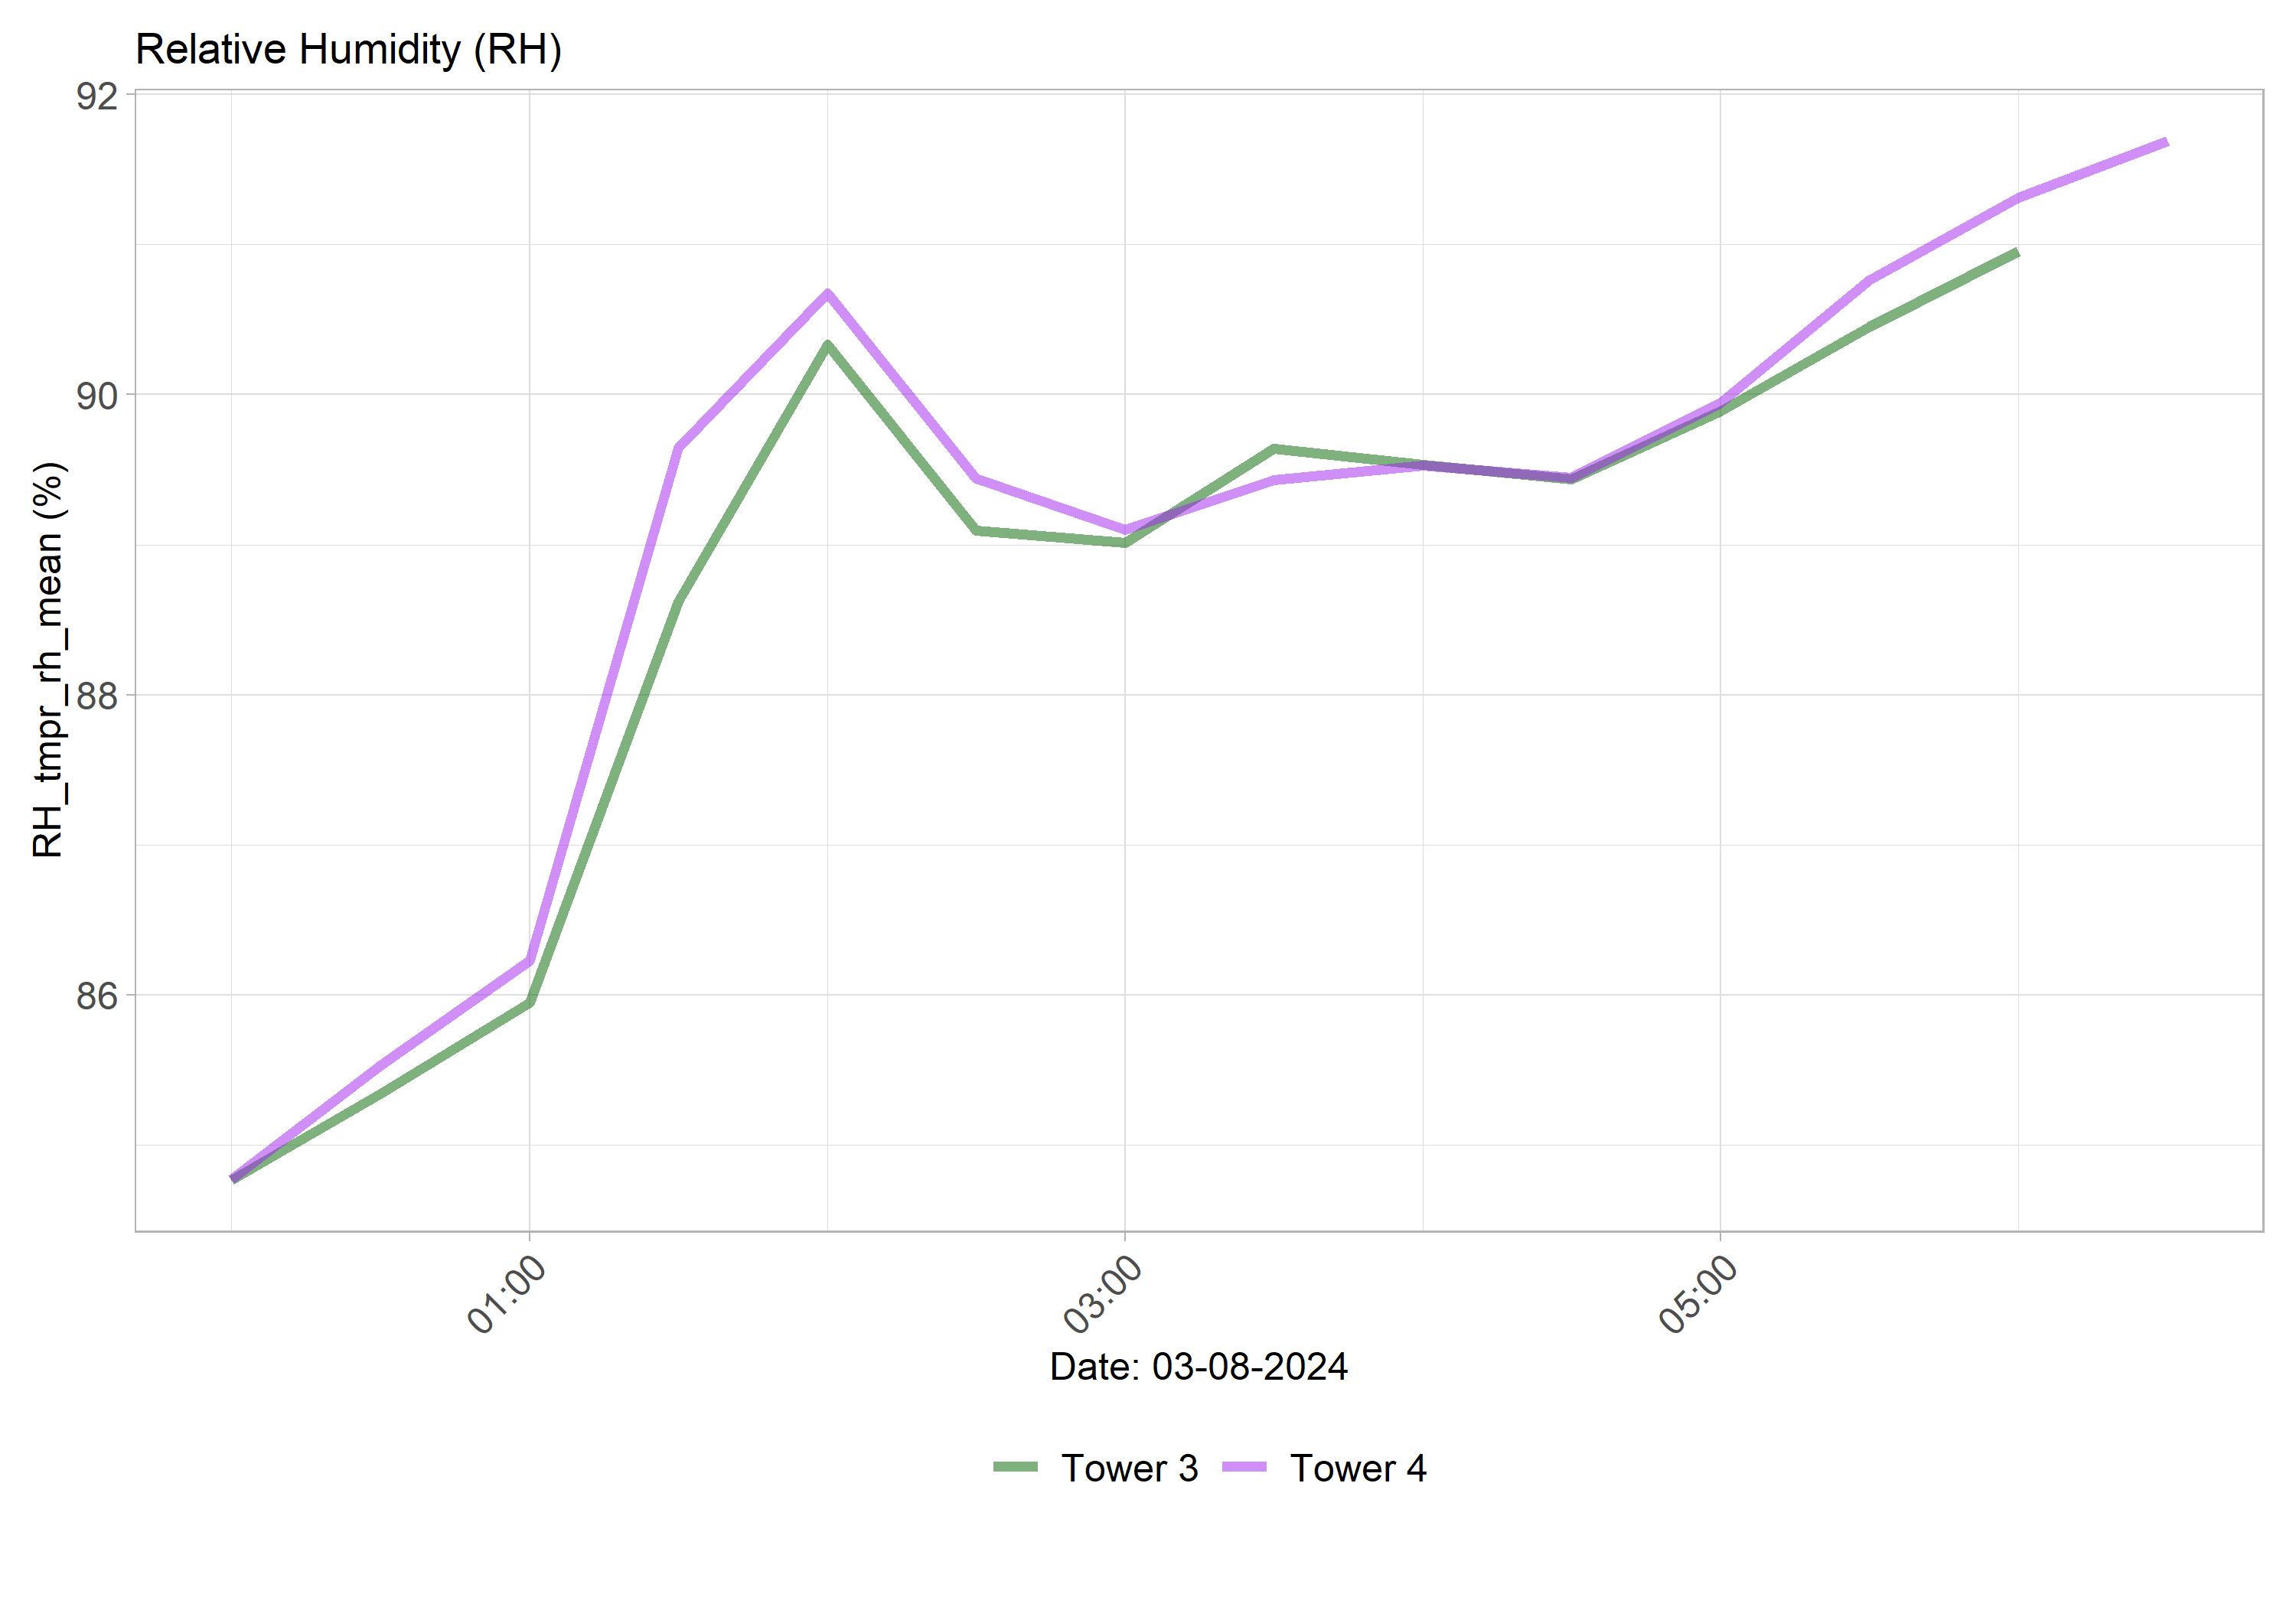 Relative Humidity (RH)
92
90
88
86
RH_tmpr_rh_mean (%)
01:00
03:00
05:00
Date: 03-08-2024
Tower 3
Tower 4